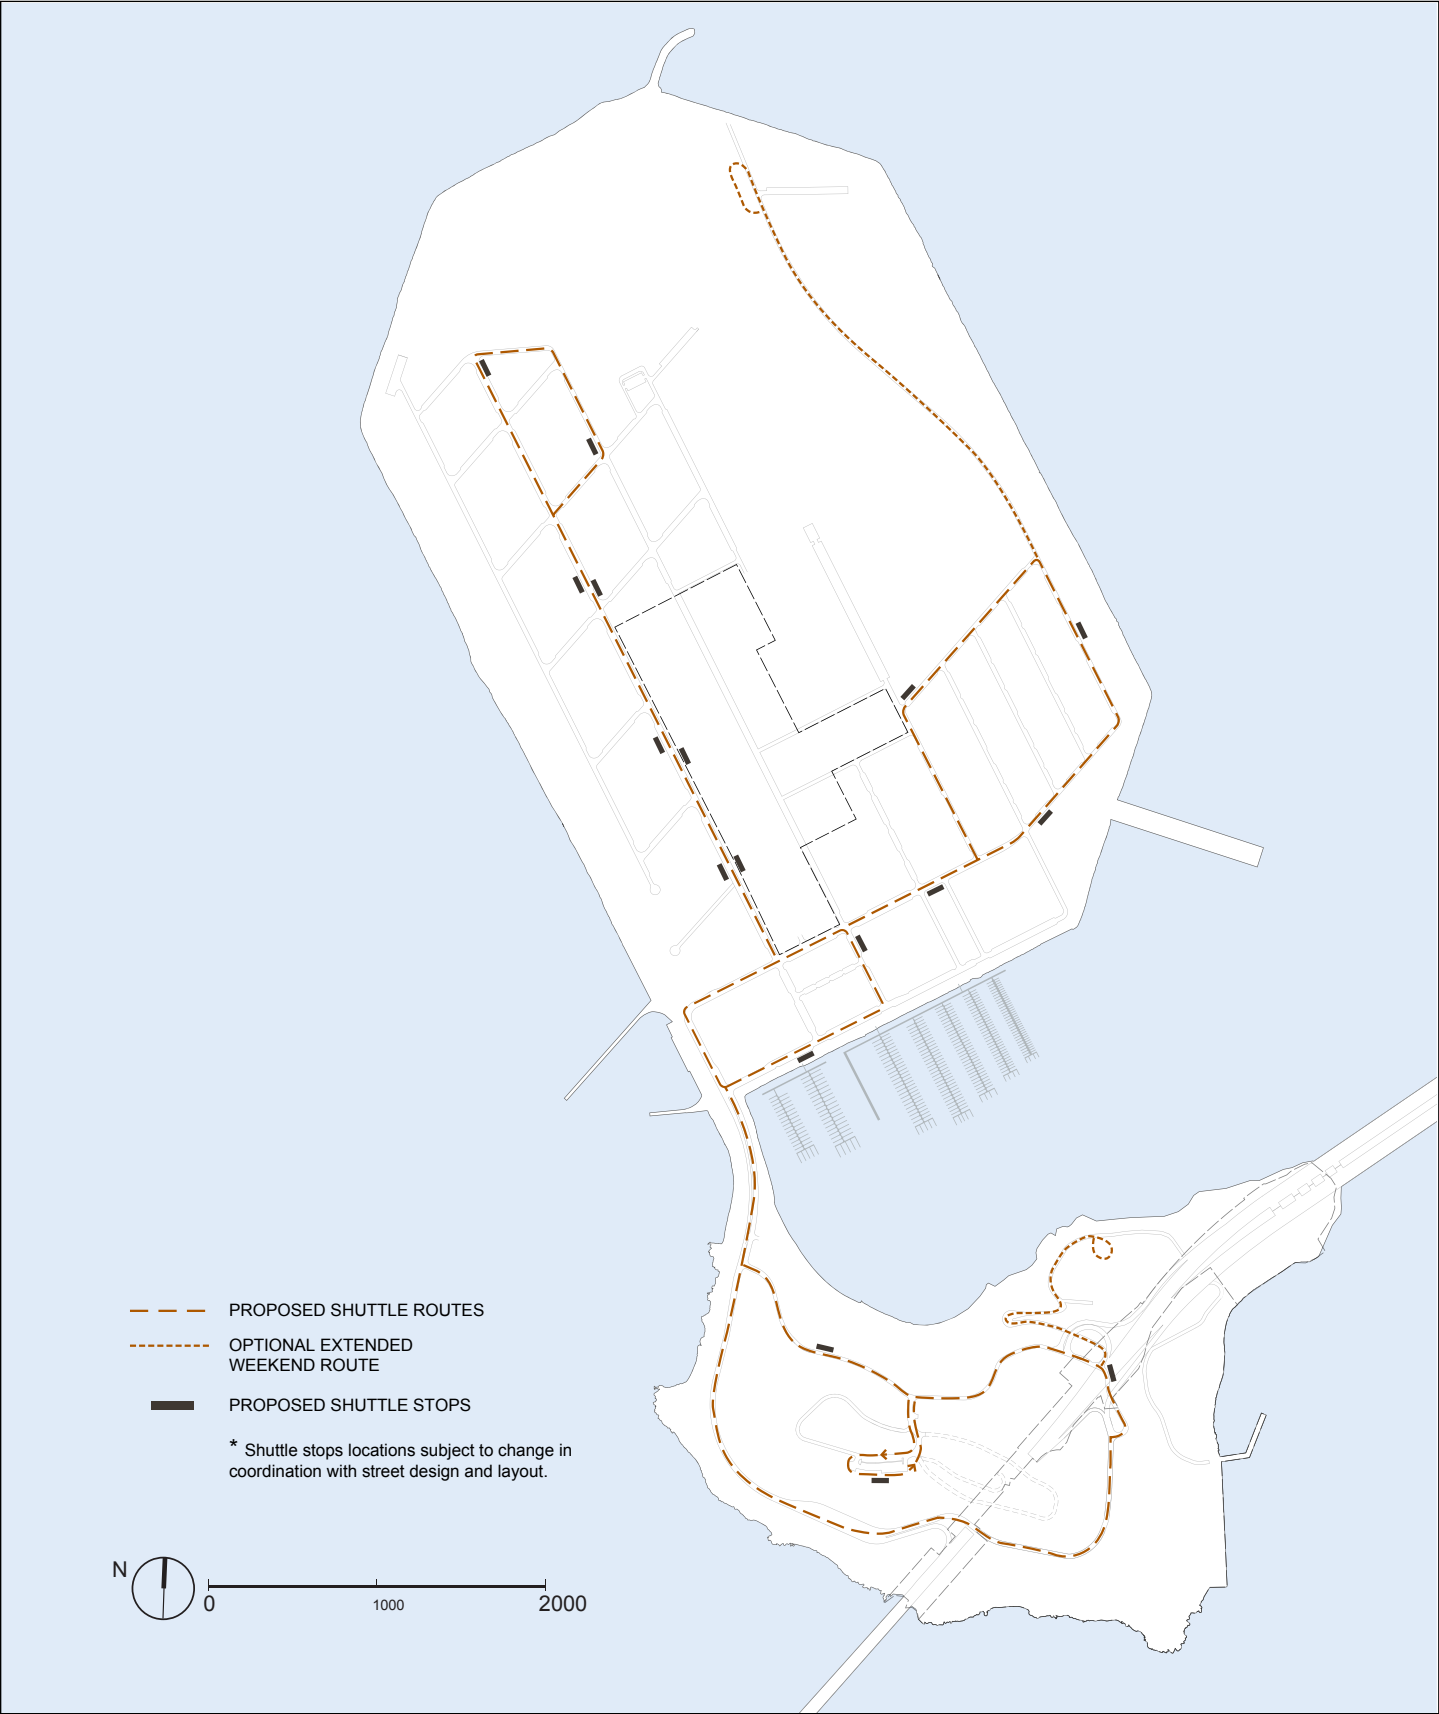 PROPOSED SHUTTLE ROUTES
OPTIONAL EXTENDED
WEEKEND ROUTE
PROPOSED SHUTTLE STOPS
* Shuttle stops locations subject to change in
coordination with street design and layout.
N
0 1000 2000